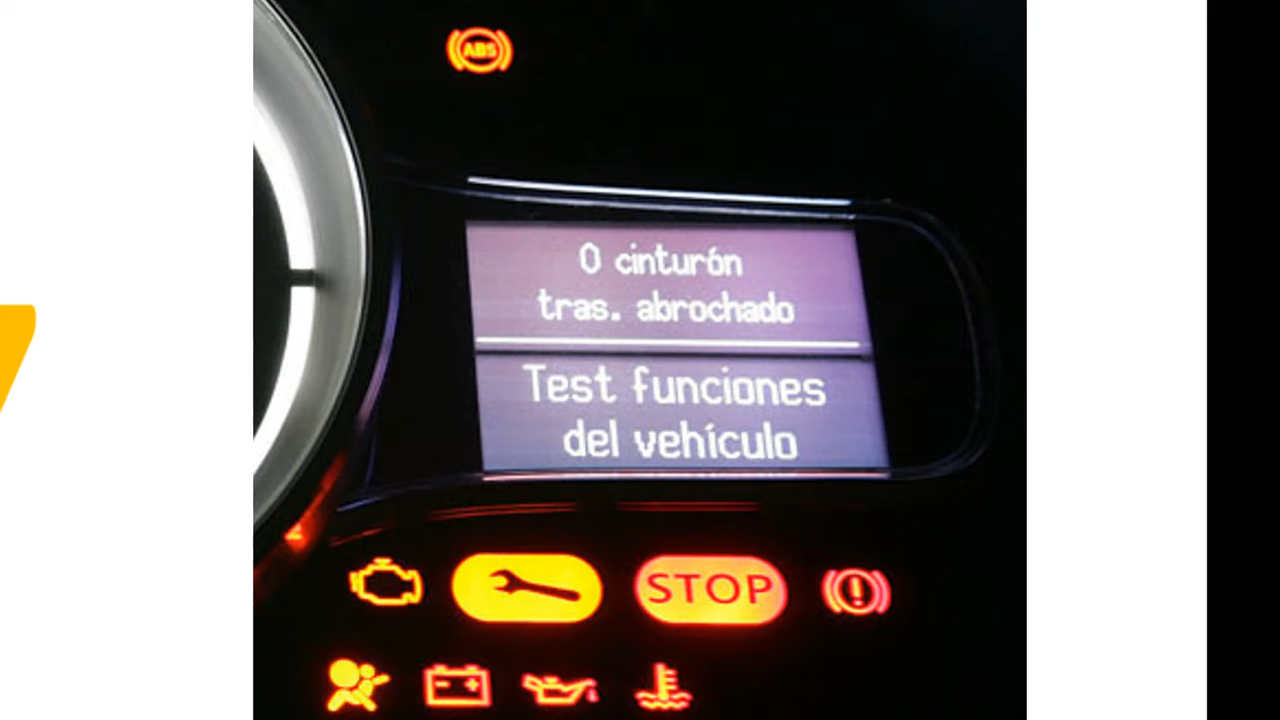 ABS
0 cinturón
tras. abrochado
Test funciones
del vehículo
STOP